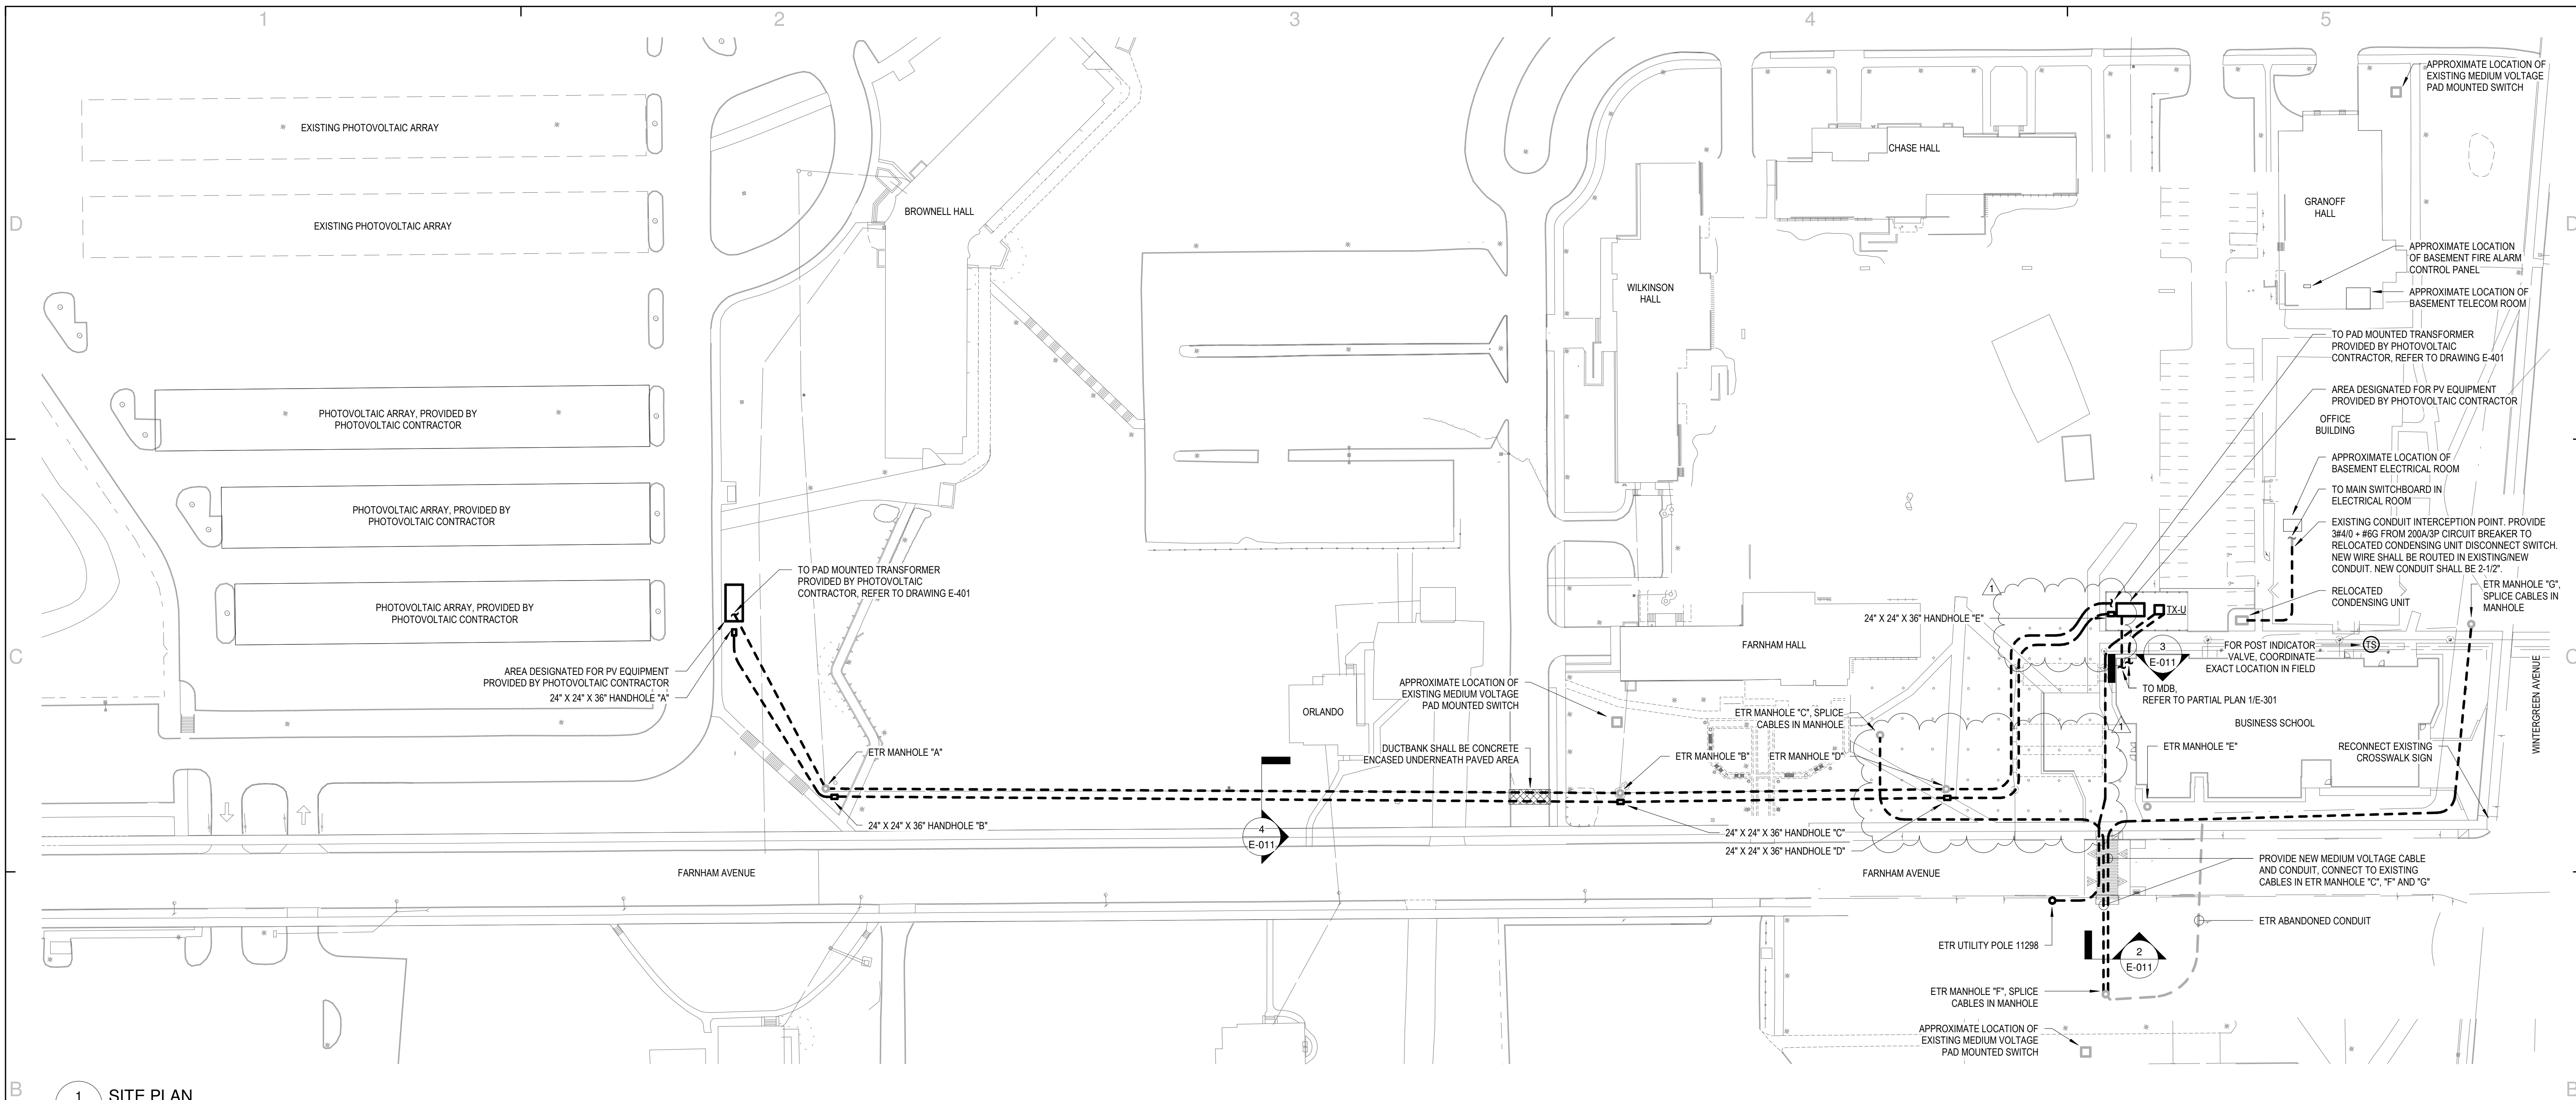 1
2
3
4
5
APPROXIMATE LOCATION OF
EXISTING MEDIUM VOLTAGE
PAD MOUNTED SWITCH
EXISTING PHOTOVOLTAIC ARRAY
CHASE HALL
D
D
EXISTING PHOTOVOLTAIC ARRAY
BROWNELL HALL
GRANOFF
HALL
APPROXIMATE LOCATION
OF BASEMENT FIRE ALARM
CONTROL PANEL
WILKINSON
HALL
APPROXIMATE LOCATION OF
BASEMENT TELECOM ROOM
TO PAD MOUNTED TRANSFORMER
PROVIDED BY PHOTOVOLTAIC
CONTRACTOR, REFER TO DRAWING E-401
AREA DESIGNATED FOR PV EQUIPMENT
PROVIDED BY PHOTOVOLTAIC CONTRACTOR
PHOTOVOLTAIC ARRAY, PROVIDED BY
PHOTOVOLTAIC CONTRACTOR
OFFICE
BUILDING
APPROXIMATE LOCATION OF
BASEMENT ELECTRICAL ROOM
TO MAIN SWITCHBOARD IN
ELECTRICAL ROOM
PHOTOVOLTAIC ARRAY, PROVIDED BY
PHOTOVOLTAIC CONTRACTOR
EXISTING CONDUIT INTERCEPTION POINT. PROVIDE
3#4/0 + #6G FROM 200A/3P CIRCUIT BREAKER TO
RELOCATED CONDENSING UNIT DISCONNECT SWITCH.
NEW WIRE SHALL BE ROUTED IN EXISTING/NEW
CONDUIT. NEW CONDUIT SHALL BE 2-1/2".
TO PAD MOUNTED TRANSFORMER
PROVIDED BY PHOTOVOLTAIC
CONTRACTOR, REFER TO DRAWING E-401
1
ETR MANHOLE "G",
SPLICE CABLES IN
MANHOLE
RELOCATED
CONDENSING UNIT
PHOTOVOLTAIC ARRAY, PROVIDED BY
PHOTOVOLTAIC CONTRACTOR
TX-U
24" X 24" X 36" HANDHOLE "E"
FARNHAM HALL
3
E-011
FOR POST INDICATOR
VALVE, COORDINATE
EXACT LOCATION IN FIELD
TS
C
C
AREA DESIGNATED FOR PV EQUIPMENT
PROVIDED BY PHOTOVOLTAIC CONTRACTOR
24" X 24" X 36" HANDHOLE "A"
APPROXIMATE LOCATION OF
EXISTING MEDIUM VOLTAGE
PAD MOUNTED SWITCH
TO MDB,
REFER TO PARTIAL PLAN 1/E-301
ORLANDO
ETR MANHOLE "C", SPLICE
CABLES IN MANHOLE
1
BUSINESS SCHOOL
WINTERGREEN AVENUE
ETR MANHOLE "A"
DUCTBANK SHALL BE CONCRETE
ENCASED UNDERNEATH PAVED AREA
ETR MANHOLE "B"
ETR MANHOLE "D"
ETR MANHOLE "E"
RECONNECT EXISTING
CROSSWALK SIGN
24" X 24" X 36" HANDHOLE "B"
4
E-011
24" X 24" X 36" HANDHOLE "C"
24" X 24" X 36" HANDHOLE "D"
FARNHAM AVENUE
FARNHAM AVENUE
PROVIDE NEW MEDIUM VOLTAGE CABLE
AND CONDUIT, CONNECT TO EXISTING
CABLES IN ETR MANHOLE "C", "F" AND "G"
ETR ABANDONED CONDUIT
ETR UTILITY POLE 11298
2
E-011
ETR MANHOLE "F", SPLICE
CABLES IN MANHOLE
APPROXIMATE LOCATION OF
EXISTING MEDIUM VOLTAGE
PAD MOUNTED SWITCH
B
B
1
SITE PLAN